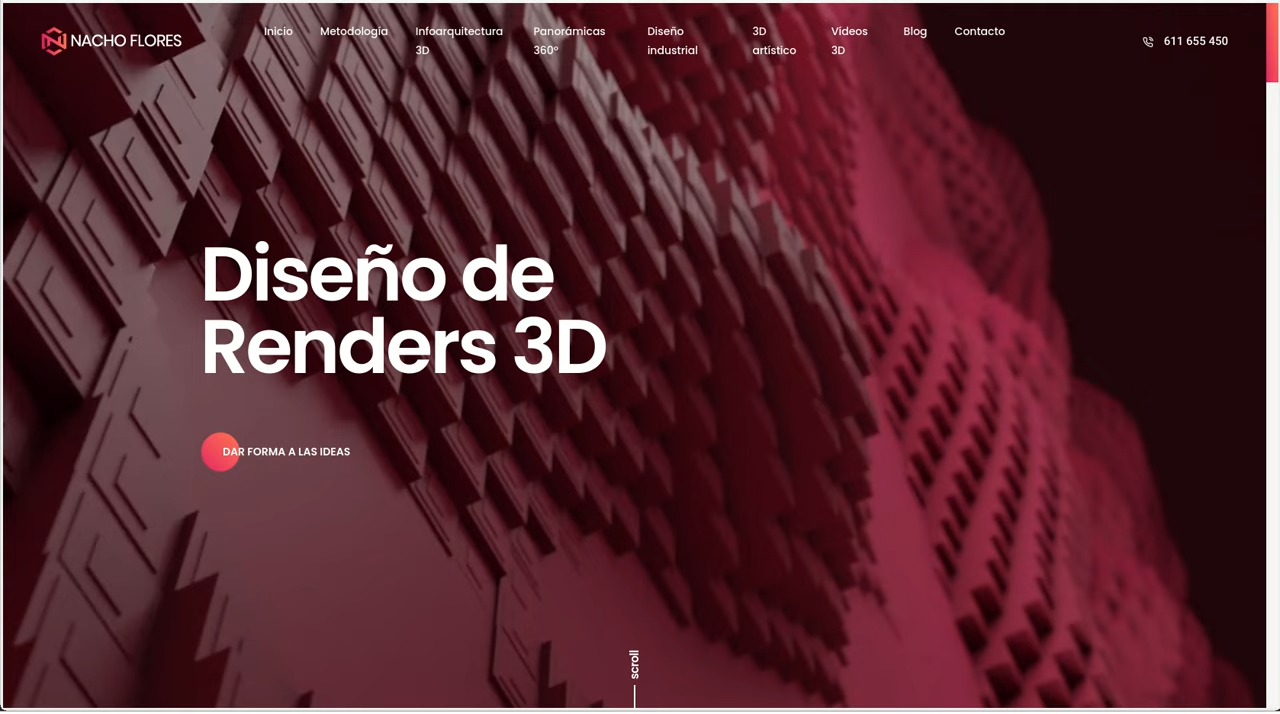 NACHO FLORES
Inicio
Metodología
Infoarquitectura
3D
Panorámicas
360º
Diseño
industrial
3D
artístico
Vídeos
3D
Blog
Contacto
611 655 450
Diseño de
Renders 3D
DAR FORMA A LAS IDEAS
scroll